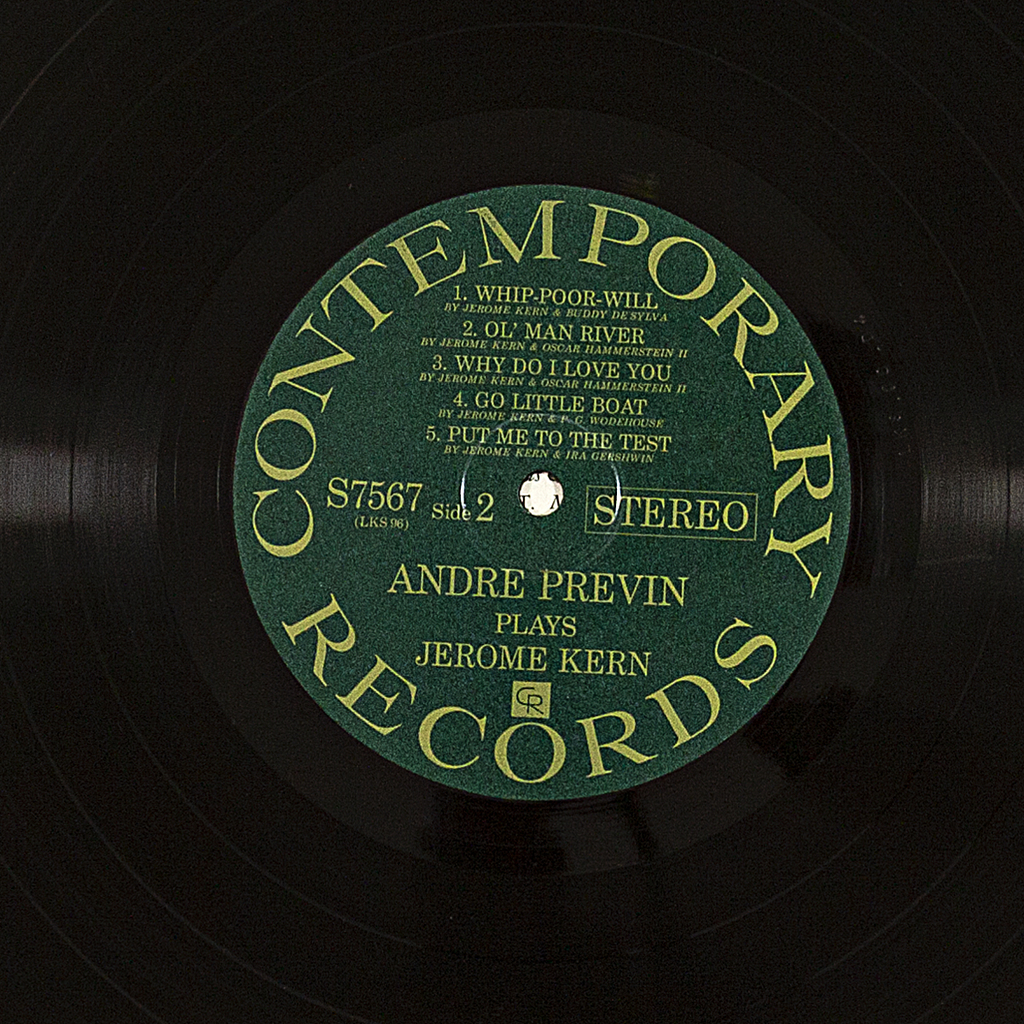 CONTEMPORARY
1. WHIP-POOR-WILL
BY JEROME KERN & BUDDY DE SYLVA
2. OL' MAN RIVER
BY JEROME KERN & OSCAR HAMMERSTEIN II
3. WHY DO I LOVE YOU
BY JEROME KERN & OSCAR HAMMERSTEIN II
4. GO LITTLE BOAT
BY JEROME KERN & P. G. WODEHOUSE
5. PUT ME TO THE TEST
BY JEROME KERN & IRA GERSHWIN
S7567 Side 2 STEREO
(LKS 96)
ANDRE PREVIN
PLAYS
JEROME KERN
CR
RECORDS